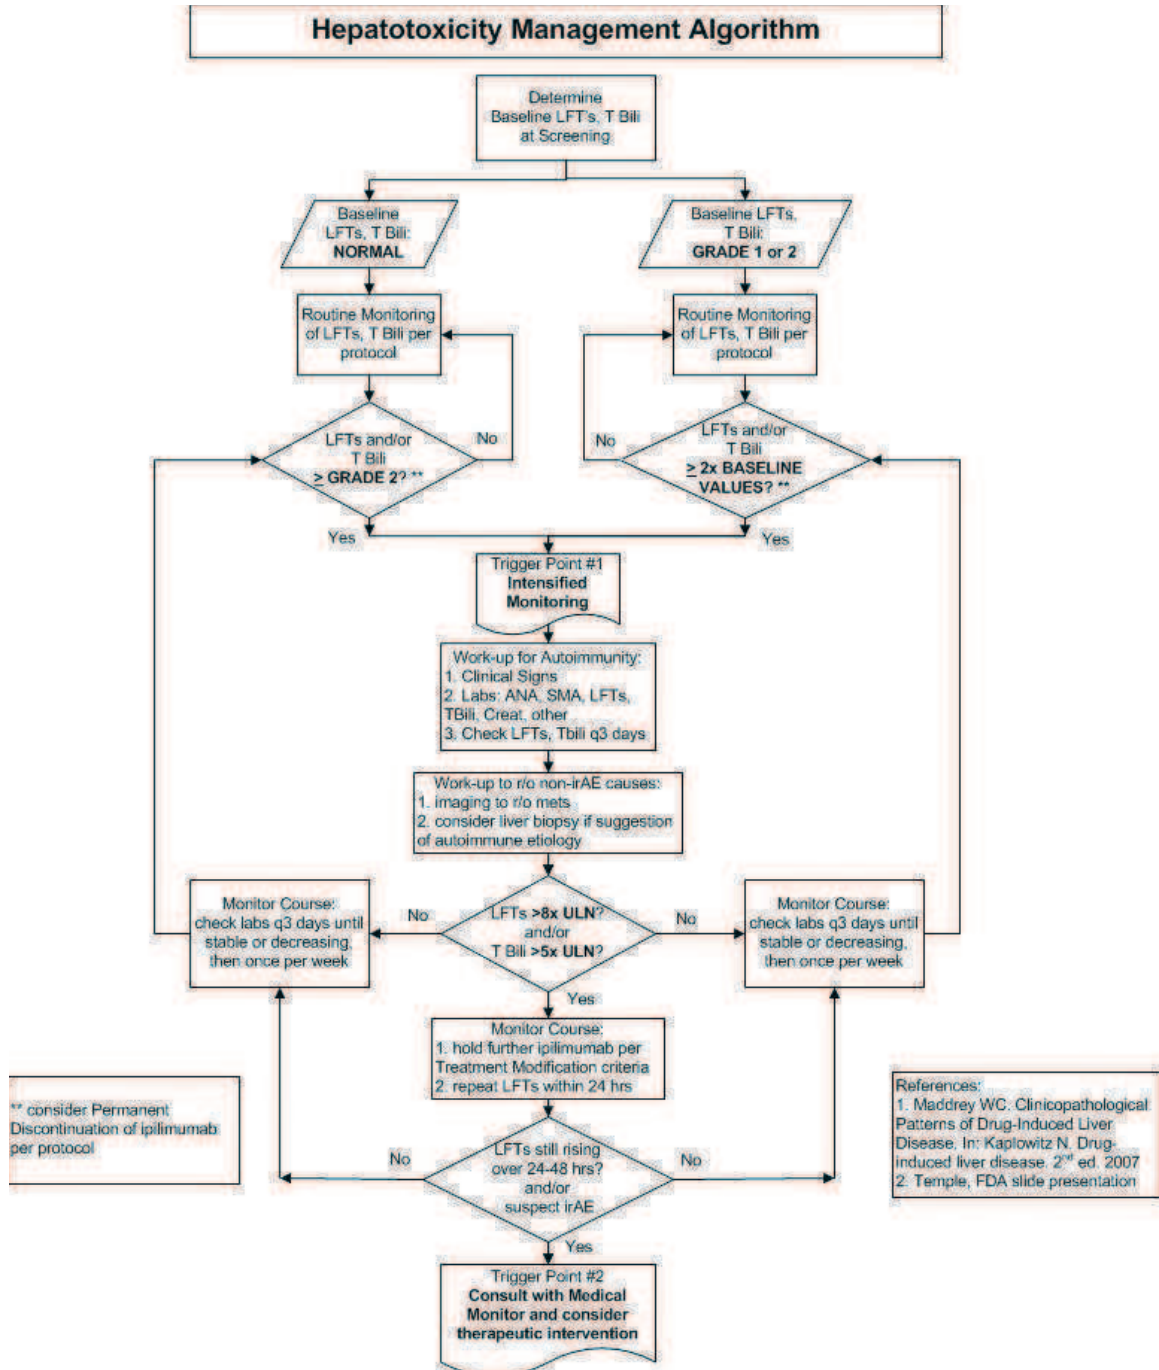 Hepatotoxicity Management Algorithm
Determine
Baseline LFT's, T Bili
at Screening
Baseline
LFTs, T Bili:
NORMAL
Baseline LFTs,
T Bili:
GRADE 1 or 2
Routine Monitoring
of LFTs, T Bili per
protocol
Routine Monitoring
of LFTs, T Bili per
protocol
LFTs and/or
T Bili
≥ GRADE 2? **
No
No
LFTs and/or
T Bili
≥ 2x BASELINE
VALUES? **
Yes
Yes
Trigger Point #1
Intensified
Monitoring
Work-up for Autoimmunity:
1. Clinical Signs
2. Labs: ANA, SMA, LFTs,
TBili, Creat, other
3. Check LFTs, Tbili q3 days
Work-up to r/o non-irAE causes:
1. imaging to r/o mets
2. consider liver biopsy if suggestion
of autoimmune etiology
Monitor Course:
check labs q3 days until
stable or decreasing,
then once per week
No
LFTs >8x ULN?
and/or
T Bili >5x ULN?
No
Monitor Course:
check labs q3 days until
stable or decreasing,
then once per week
Yes
Monitor Course:
1. hold further ipilimumab per
Treatment Modification criteria
2. repeat LFTs within 24 hrs
** consider Permanent
Discontinuation of ipilimumab
per protocol
No
LFTs still rising
over 24-48 hrs?
and/or
suspect irAE
No
References:
1. Maddrey WC. Clinicopathological
Patterns of Drug-Induced Liver
Disease, In: Kaplowitz N. Drug-
induced liver disease. 2nd ed. 2007
2. Temple, FDA slide presentation
Yes
Trigger Point #2
Consult with Medical
Monitor and consider
therapeutic intervention